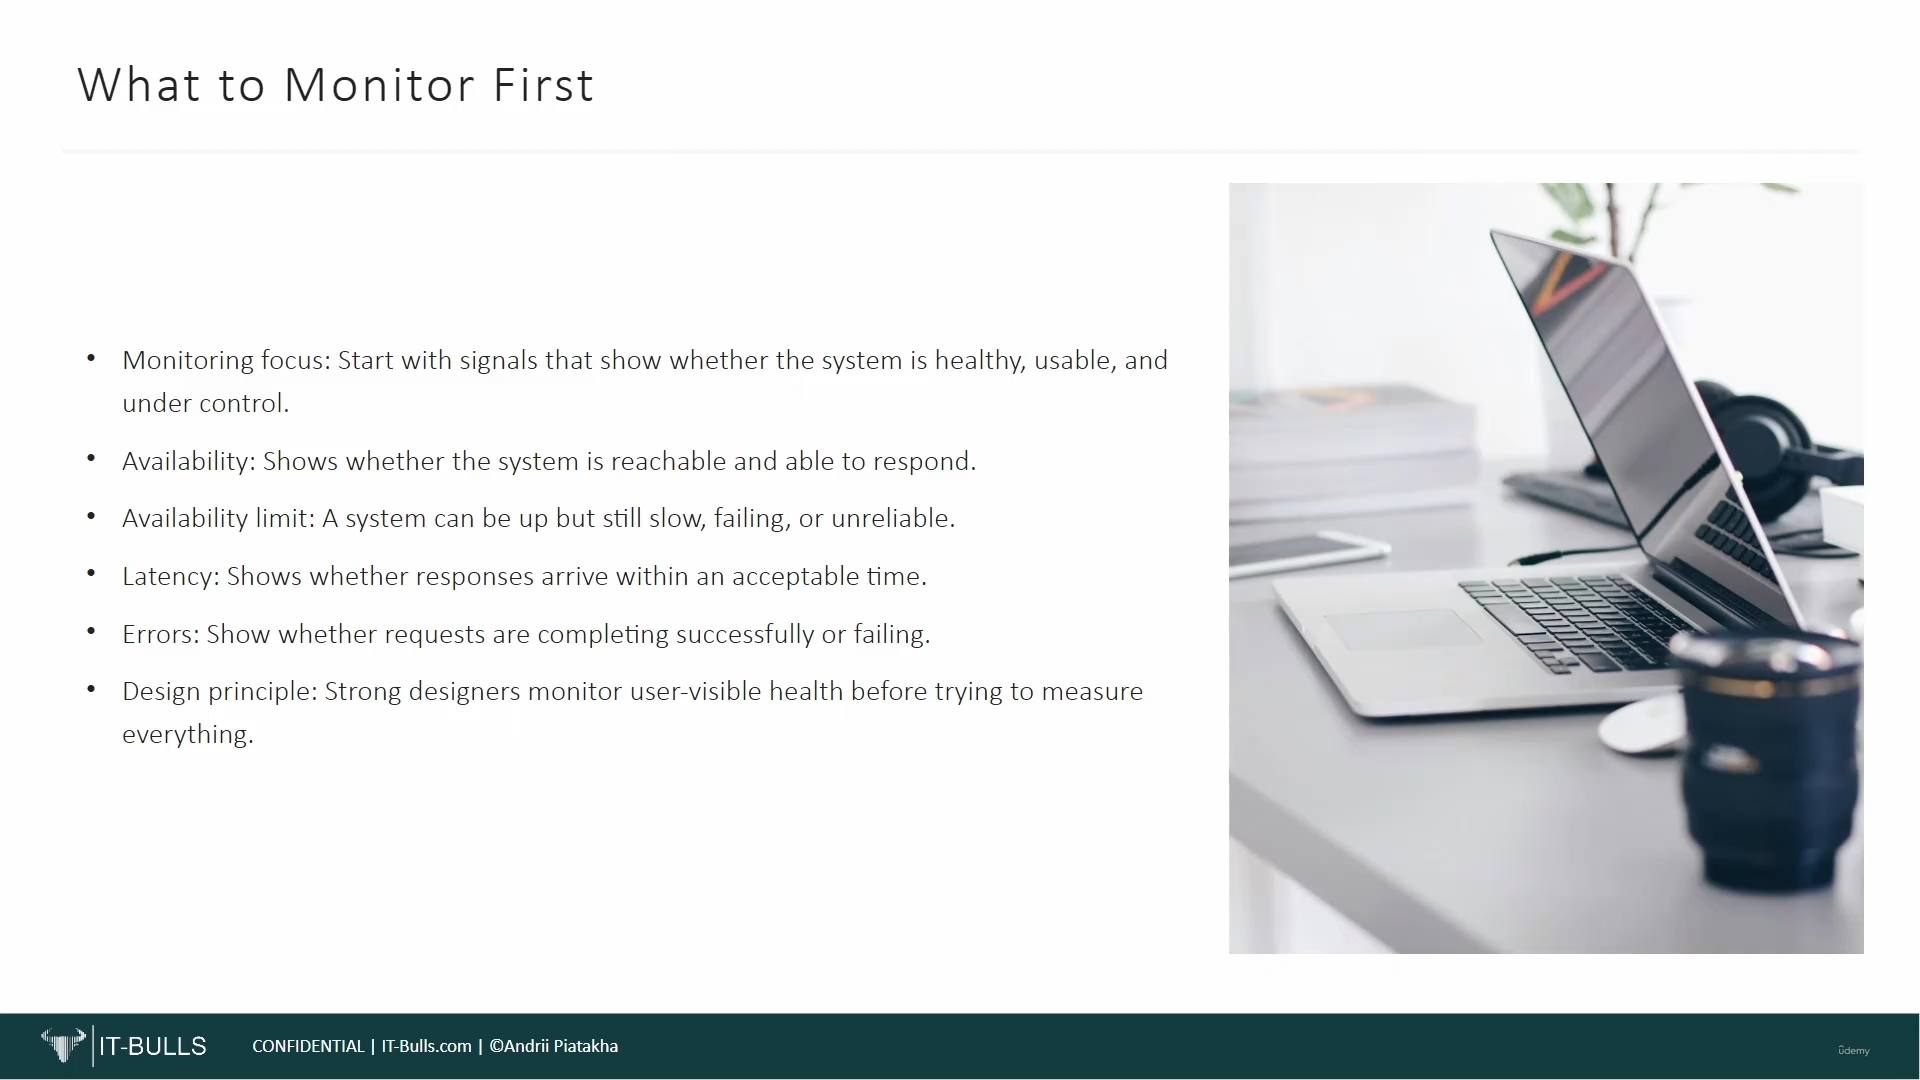 What to Monitor First
• Monitoring focus: Start with signals that show whether the system is healthy, usable, and
under control.
• Availability: Shows whether the system is reachable and able to respond.
• Availability limit: A system can be up but still slow, failing, or unreliable.
• Latency: Shows whether responses arrive within an acceptable time.
• Errors: Show whether requests are completing successfully or failing.
• Design principle: Strong designers monitor user-visible health before trying to measure
everything.
IT-BULLS
CONFIDENTIAL | IT-Bulls.com | ©Andrii Piatakha
ûdemy